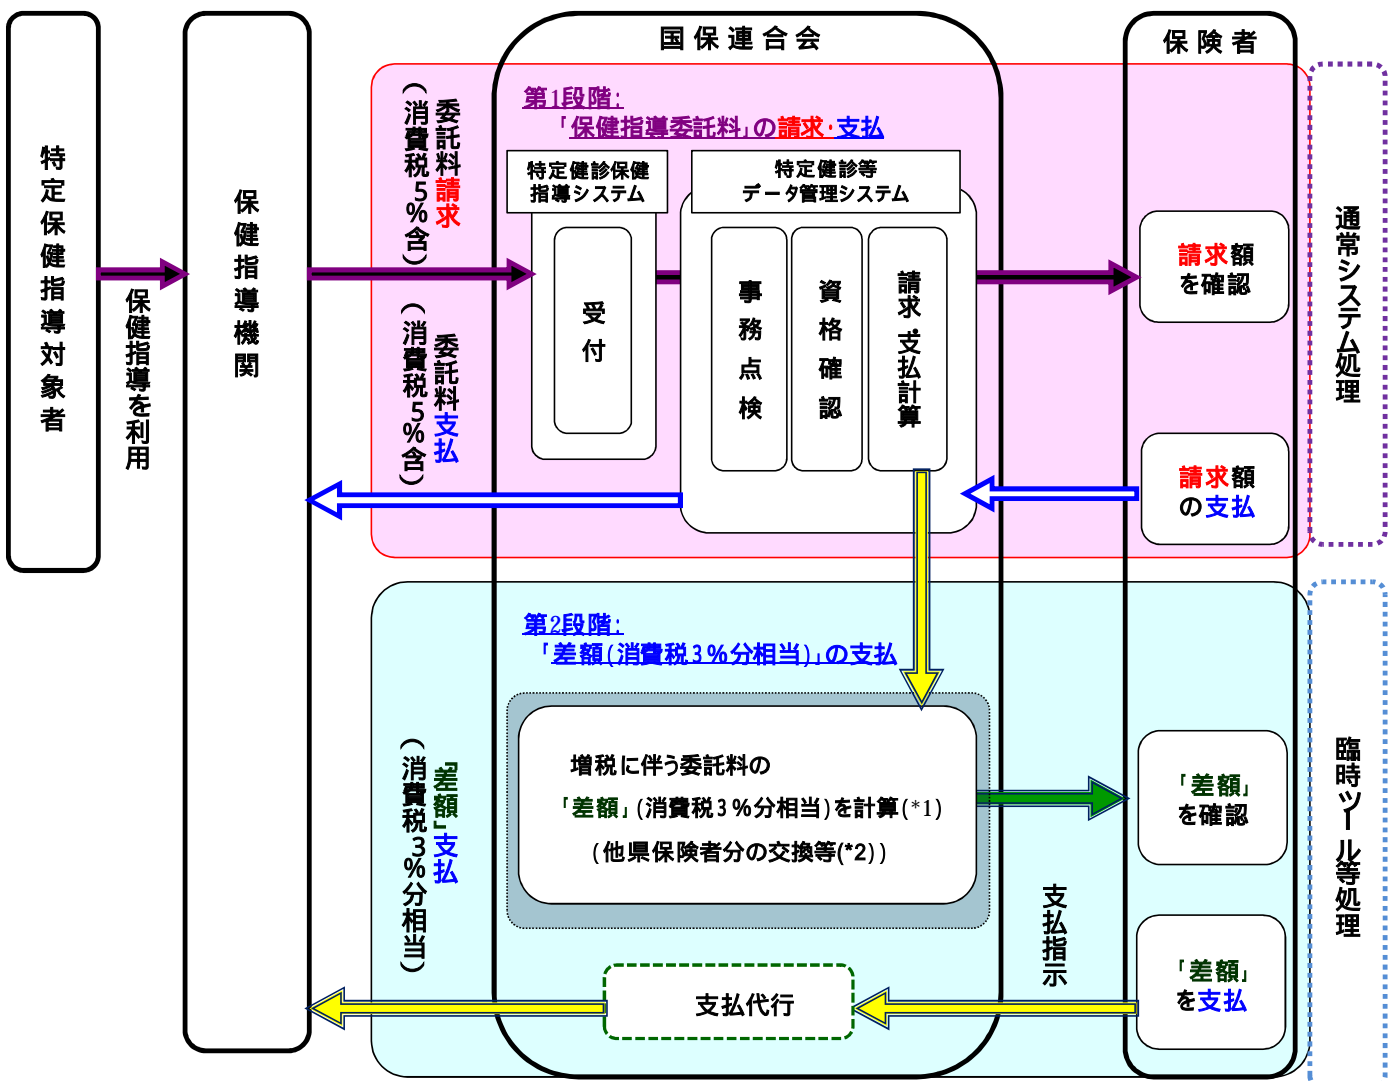 国保連合会
保険者
特定保健指導対象者
保健指導を利用
保健指導機関
委託料請求
(消費税5%含)
委託料支払
(消費税5%含)
第1段階:
「保健指導委託料」の請求・支払
特定健診保健
指導システム
特定健診等
データ管理システム
受付
事務点検
資格確認
請求・支払計算
請求額
を確認
請求額
の支払
通常システム処理
第2段階:
「差額(消費税3%分相当)」の支払
増税に伴う委託料の
「差額」(消費税3%分相当)を計算(*1)
(他県保険者分の交換等(*2))
「差額」支払
(消費税3%分相当)
「差額」
を確認
支払指示
「差額」
を支払
支払代行
臨時ツール等処理